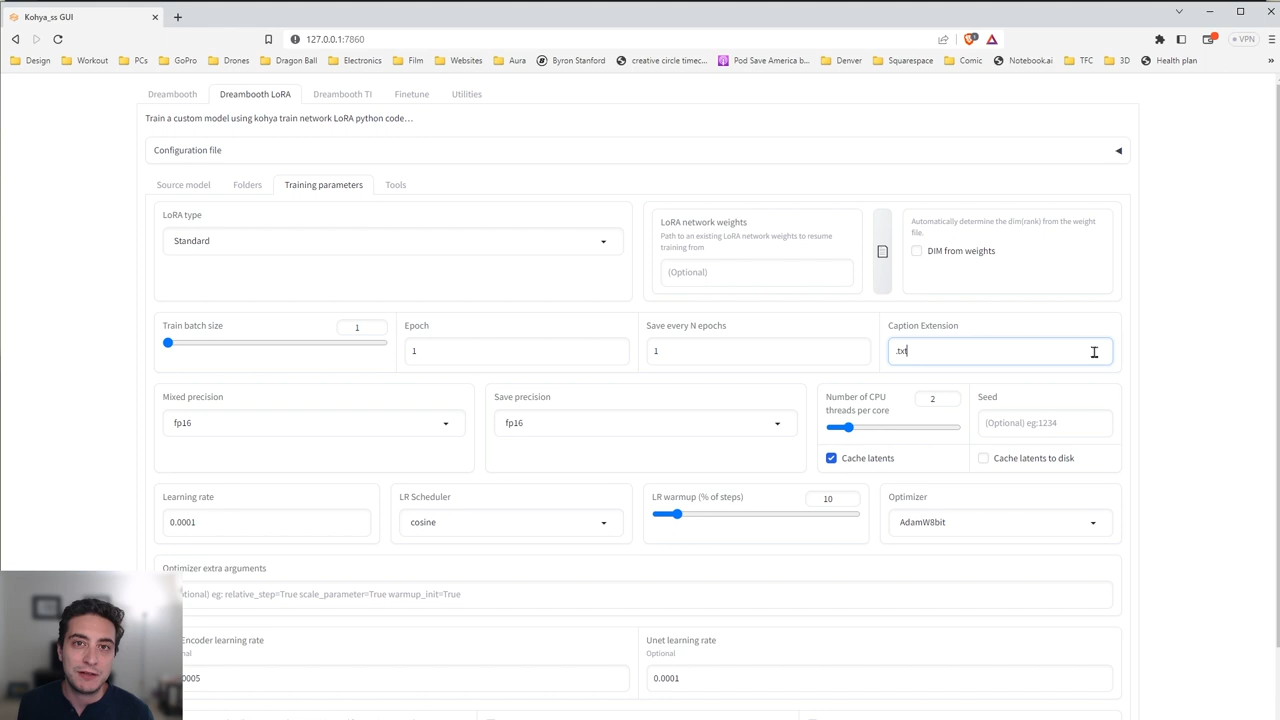 Kohya_ss GUI
127.0.0.1:7860
VPN
Design Workout PCs GoPro Drones Dragon Ball Electronics Film Websites Aura Byron Stanford creative circle timec... Pod Save America b... Denver Squarespace Comic Notebook.ai TFC 3D Health plan »
Dreambooth Dreambooth LoRA Dreambooth TI Finetune Utilities
Train a custom model using kohya train network LoRA python code...
Configuration file
Source model Folders Training parameters Tools
LoRA type
Standard
LoRA network weights
Path to an existing LoRA network weights to resume
training from
(Optional)
Automatically determine the dim(rank) from the weight
file.
DIM from weights
Train batch size 1
Epoch
1
Save every N epochs
1
Caption Extension
.txt
Mixed precision
fp16
Save precision
fp16
Number of CPU
threads per core
2
Seed
(Optional) eg:1234
Cache latents
Cache latents to disk
Learning rate
0.0001
LR Scheduler
cosine
LR warmup (% of steps) 10
Optimizer
AdamW8bit
Optimizer extra arguments
eg: relative_step=True scale_parameter=True warmup_init=True
Encoder learning rate
Unet learning rate
Optional
0.0001